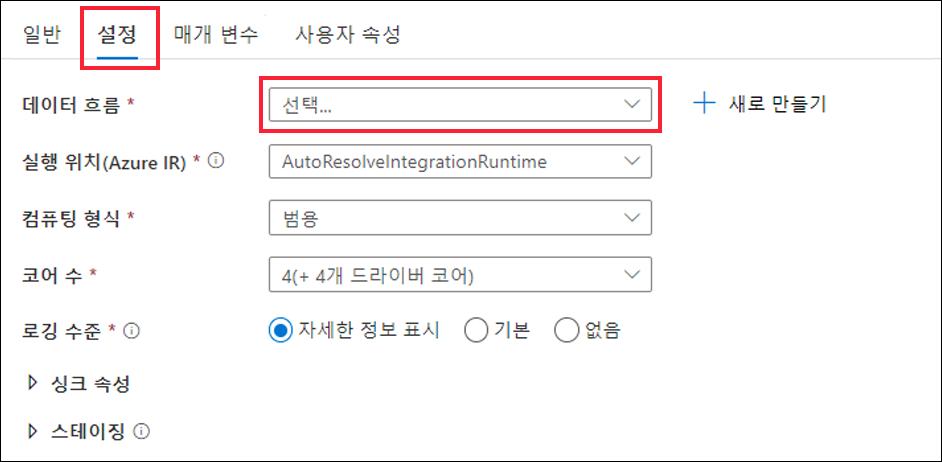 일반 설정 매개 변수 사용자 속성
데이터 흐름 * 선택... 새로 만들기
실행 위치(Azure IR) * AutoResolveIntegrationRuntime
컴퓨팅 형식 * 범용
코어 수 * 4(+ 4개 드라이버 코어)
로깅 수준 * 자세한 정보 표시 기본 없음
싱크 속성
스테이징